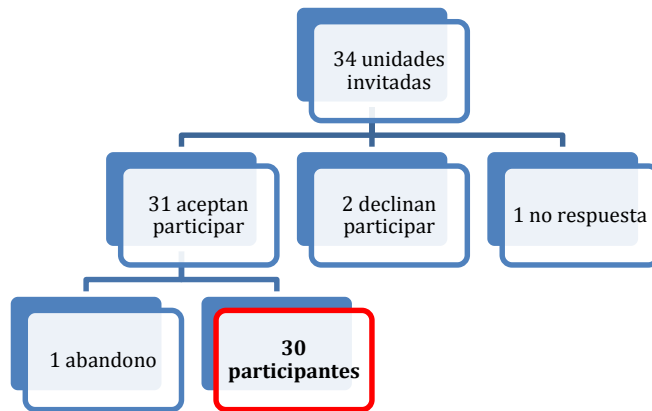 34 unidades
invitadas
31 aceptan
participar
2 declinan
participar
1 no respuesta
1 abandono
30
participantes